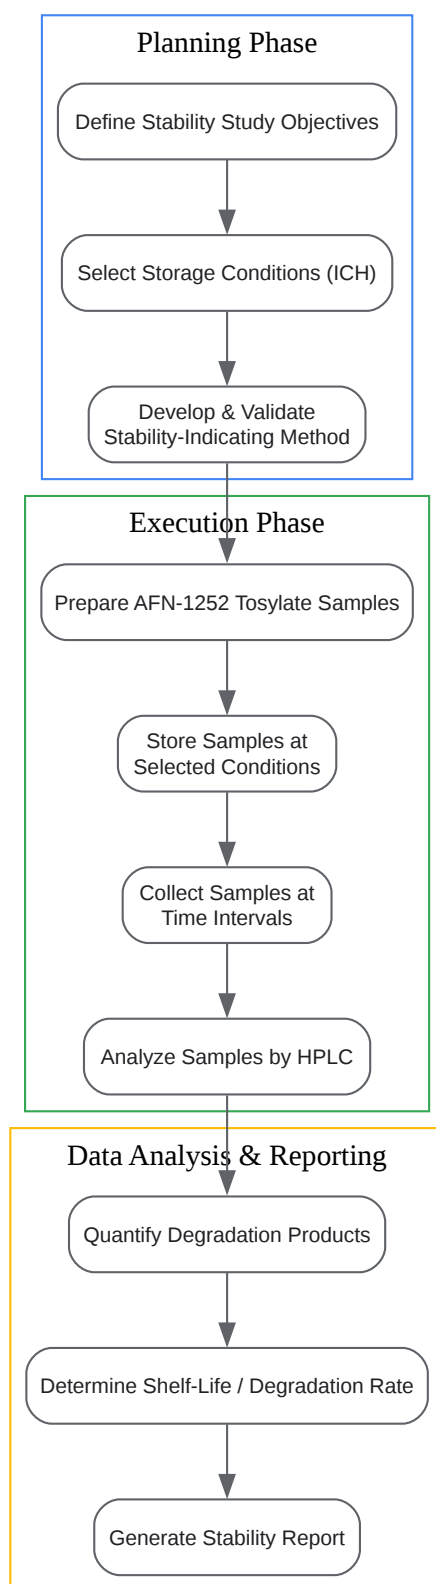 Planning Phase
Define Stability Study Objectives
Select Storage Conditions (ICH)
Develop & Validate
Stability-Indicating Method
Execution Phase
Prepare AFN-1252 Tosylate Samples
Store Samples at
Selected Conditions
Collect Samples at
Time Intervals
Analyze Samples by HPLC
Data Analysis & Reporting
Quantify Degradation Products
Determine Shelf-Life / Degradation Rate
Generate Stability Report